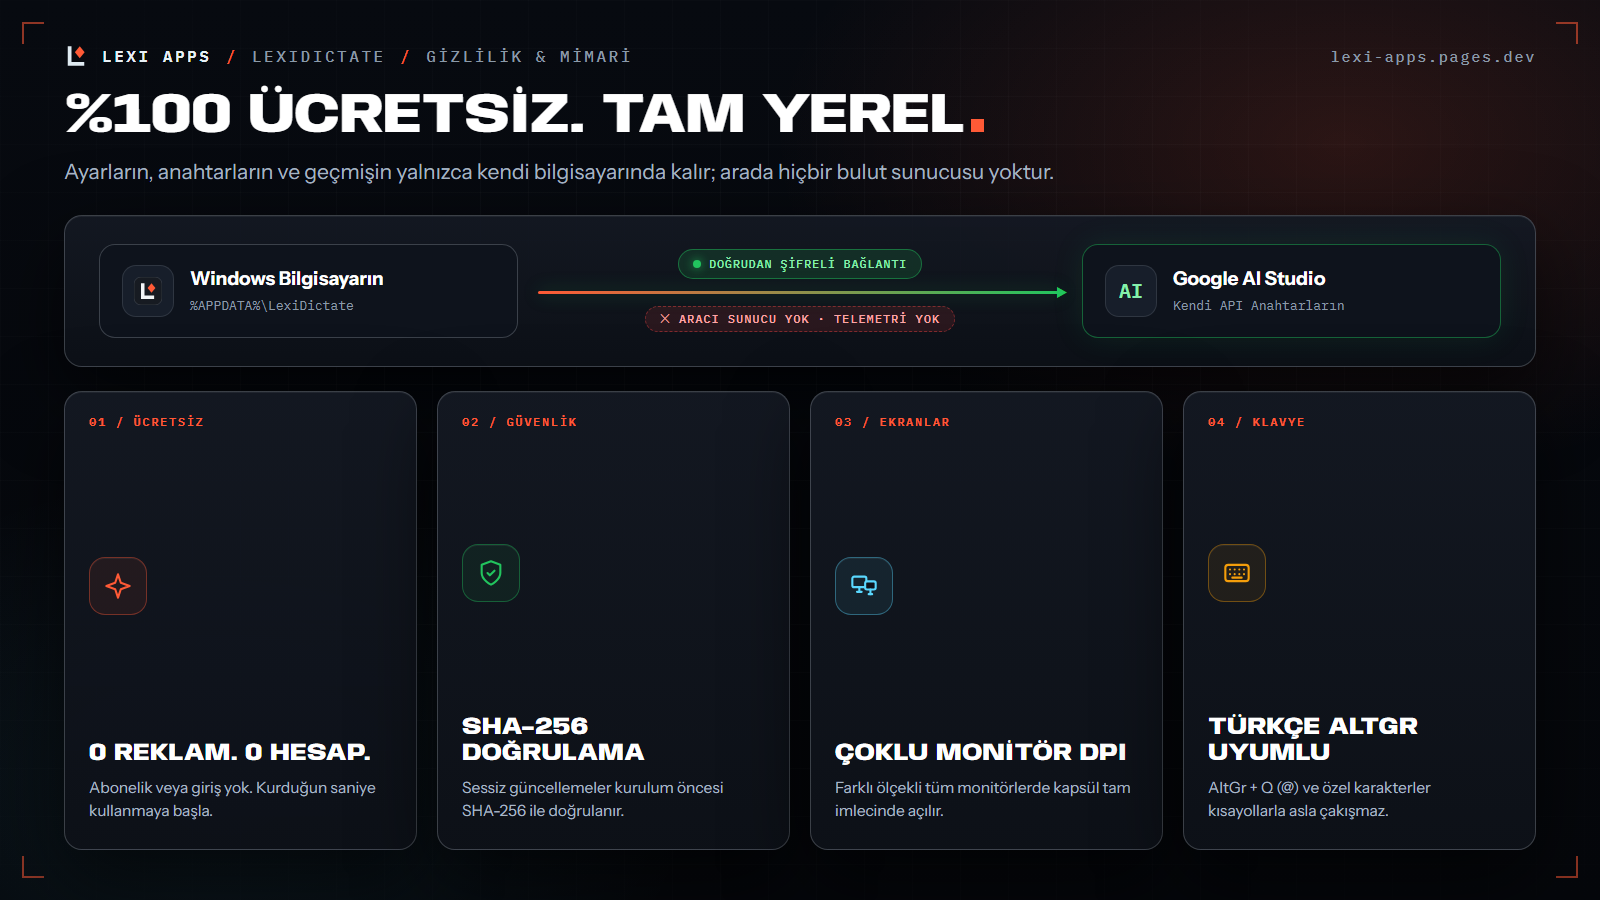 LEXI APPS / LEXIDICTATE / GİZLİLİK & MİMARİ
lexi-apps.pages.dev
%100 ÜCRETSİZ. TAM YEREL.
Ayarların, anahtarların ve geçmişin yalnızca kendi bilgisayarında kalır; arada hiçbir bulut sunucusu yoktur.
Windows Bilgisayarın
%APPDATA%\LexiDictate
DOĞRUDAN ŞİFRELİ BAĞLANTI
× ARACI SUNUCU YOK · TELEMETRİ YOK
AI
Google AI Studio
Kendi API Anahtarların
01 / ÜCRETSİZ
0 REKLAM. 0 HESAP.
Abonelik veya giriş yok. Kurduğun saniye
kullanmaya başla.
02 / GÜVENLİK
SHA-256
DOĞRULAMA
Sessiz güncellemeler kurulum öncesi
SHA-256 ile doğrulanır.
03 / EKRANLAR
ÇOKLU MONİTÖR DPI
Farklı ölçekli tüm monitörlerde kapsül tam
imlecinde açılır.
04 / KLAVYE
TÜRKÇE ALTGR
UYUMLU
AltGr + Q (@) ve özel karakterler
kısayollarla asla çakışmaz.